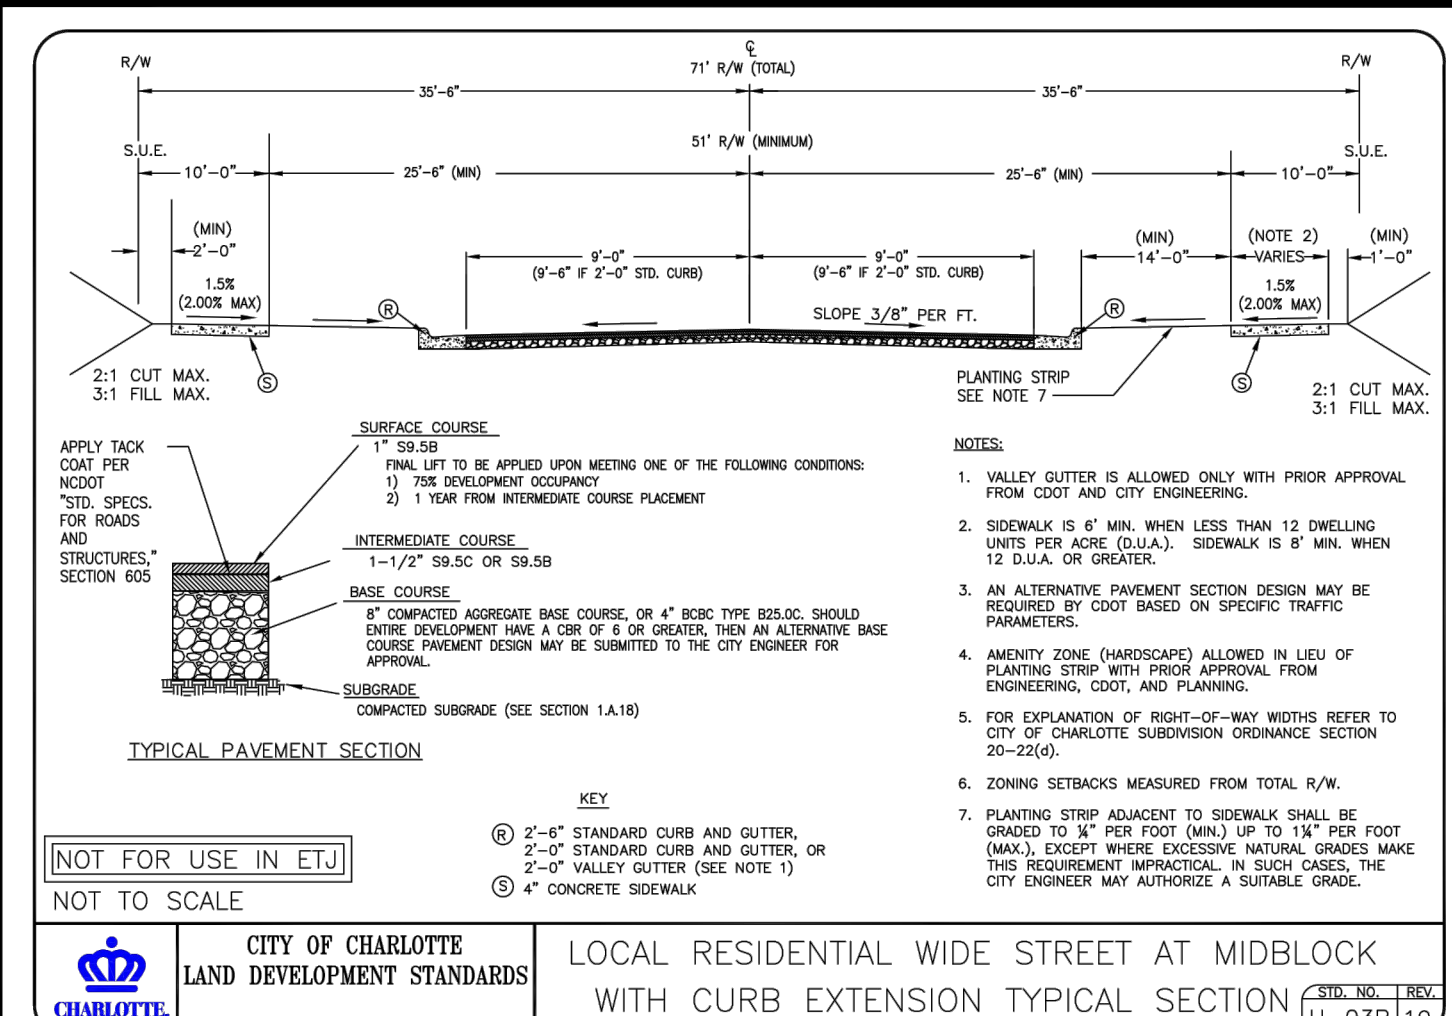 ℄
R/W
71' R/W (TOTAL)
R/W
35'-6"
35'-6"
51' R/W (MINIMUM)
S.U.E.
S.U.E.
10'-0"
25'-6" (MIN)
25'-6" (MIN)
10'-0"
(MIN)
2'-0"
9'-0"
(9'-6" IF 2'-0" STD. CURB)
9'-0"
(9'-6" IF 2'-0" STD. CURB)
(MIN)
14'-0"
(NOTE 2)
VARIES
(MIN)
1'-0"
1.5%
(2.00% MAX)
1.5%
(2.00% MAX)
R
SLOPE 3/8" PER FT.
R
S
S
2:1 CUT MAX.
3:1 FILL MAX.
PLANTING STRIP
SEE NOTE 7
2:1 CUT MAX.
3:1 FILL MAX.
APPLY TACK
COAT PER
NCDOT
"STD. SPECS.
FOR ROADS
AND
STRUCTURES,"
SECTION 605
SURFACE COURSE
1" S9.5B
FINAL LIFT TO BE APPLIED UPON MEETING ONE OF THE FOLLOWING CONDITIONS:
1) 75% DEVELOPMENT OCCUPANCY
2) 1 YEAR FROM INTERMEDIATE COURSE PLACEMENT
INTERMEDIATE COURSE
1-1/2" S9.5C OR S9.5B
BASE COURSE
8" COMPACTED AGGREGATE BASE COURSE, OR 4" BCBC TYPE B25.0C. SHOULD
ENTIRE DEVELOPMENT HAVE A CBR OF 6 OR GREATER, THEN AN ALTERNATIVE BASE
COURSE PAVEMENT DESIGN MAY BE SUBMITTED TO THE CITY ENGINEER FOR
APPROVAL.
SUBGRADE
COMPACTED SUBGRADE (SEE SECTION 1.A.18)
TYPICAL PAVEMENT SECTION
NOTES:
1. VALLEY GUTTER IS ALLOWED ONLY WITH PRIOR APPROVAL
FROM CDOT AND CITY ENGINEERING.
2. SIDEWALK IS 6' MIN. WHEN LESS THAN 12 DWELLING
UNITS PER ACRE (D.U.A.). SIDEWALK IS 8' MIN. WHEN
12 D.U.A. OR GREATER.
3. AN ALTERNATIVE PAVEMENT SECTION DESIGN MAY BE
REQUIRED BY CDOT BASED ON SPECIFIC TRAFFIC
PARAMETERS.
4. AMENITY ZONE (HARDSCAPE) ALLOWED IN LIEU OF
PLANTING STRIP WITH PRIOR APPROVAL FROM
ENGINEERING, CDOT, AND PLANNING.
5. FOR EXPLANATION OF RIGHT-OF-WAY WIDTHS REFER TO
CITY OF CHARLOTTE SUBDIVISION ORDINANCE SECTION
20-22(d).
6. ZONING SETBACKS MEASURED FROM TOTAL R/W.
7. PLANTING STRIP ADJACENT TO SIDEWALK SHALL BE
GRADED TO ¼" PER FOOT (MIN.) UP TO 1¼" PER FOOT
(MAX.), EXCEPT WHERE EXCESSIVE NATURAL GRADES MAKE
THIS REQUIREMENT IMPRACTICAL. IN SUCH CASES, THE
CITY ENGINEER MAY AUTHORIZE A SUITABLE GRADE.
KEY
R 2'-6" STANDARD CURB AND GUTTER,
2'-0" STANDARD CURB AND GUTTER, OR
2'-0" VALLEY GUTTER (SEE NOTE 1)
S 4" CONCRETE SIDEWALK
NOT FOR USE IN ETJ
NOT TO SCALE
CHARLOTTE.
CITY OF CHARLOTTE
LAND DEVELOPMENT STANDARDS
LOCAL RESIDENTIAL WIDE STREET AT MIDBLOCK
WITH CURB EXTENSION TYPICAL SECTION
STD. NO. REV.